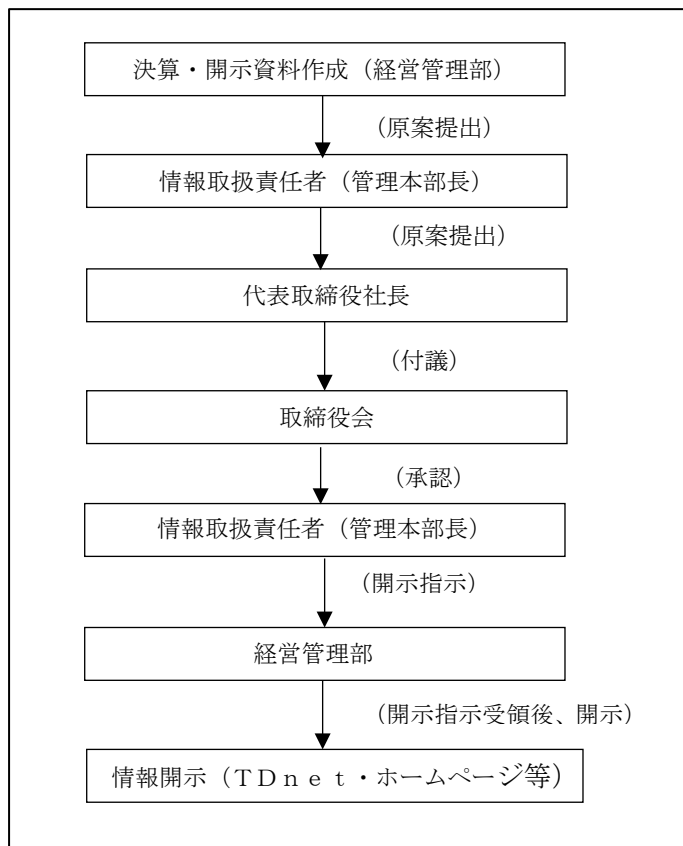 決算・開示資料作成（経営管理部）
（原案提出）
情報取扱責任者（管理本部長）
（原案提出）
代表取締役社長
（付議）
取締役会
（承認）
情報取扱責任者（管理本部長）
（開示指示）
経営管理部
（開示指示受領後、開示）
情報開示（ＴＤｎｅｔ・ホームページ等）